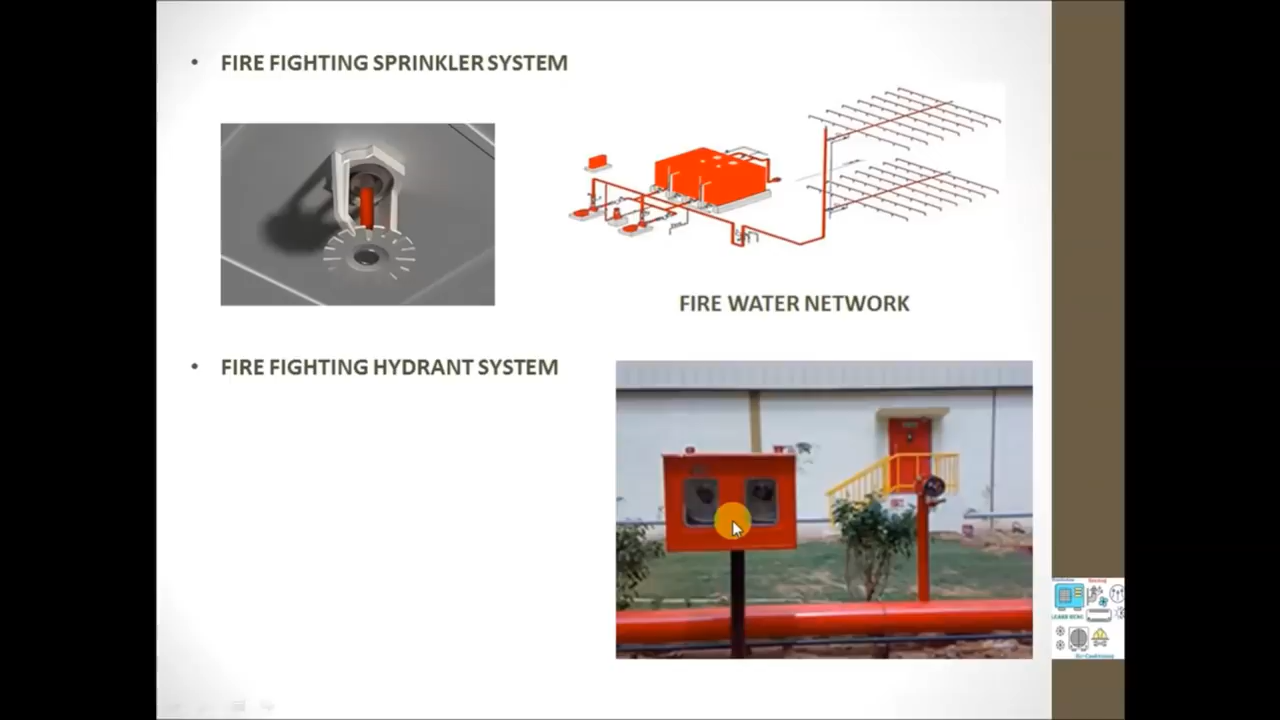 • FIRE FIGHTING SPRINKLER SYSTEM
FIRE WATER NETWORK
• FIRE FIGHTING HYDRANT SYSTEM